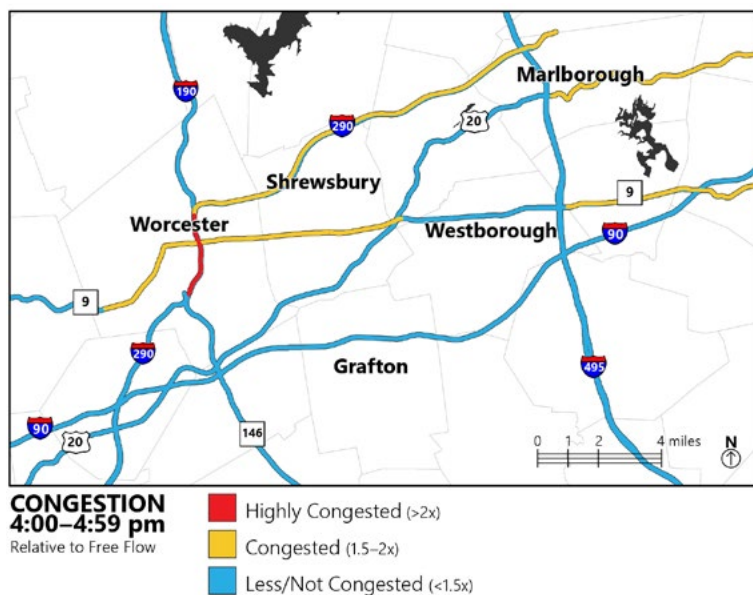 190
Marlborough
290
20
Shrewsbury
9
Worcester
Westborough
90
9
290
Grafton
495
90
20
146
0 1 2 4 miles
N
CONGESTION
4:00–4:59 pm
Relative to Free Flow
Highly Congested (>2x)
Congested (1.5–2x)
Less/Not Congested (<1.5x)